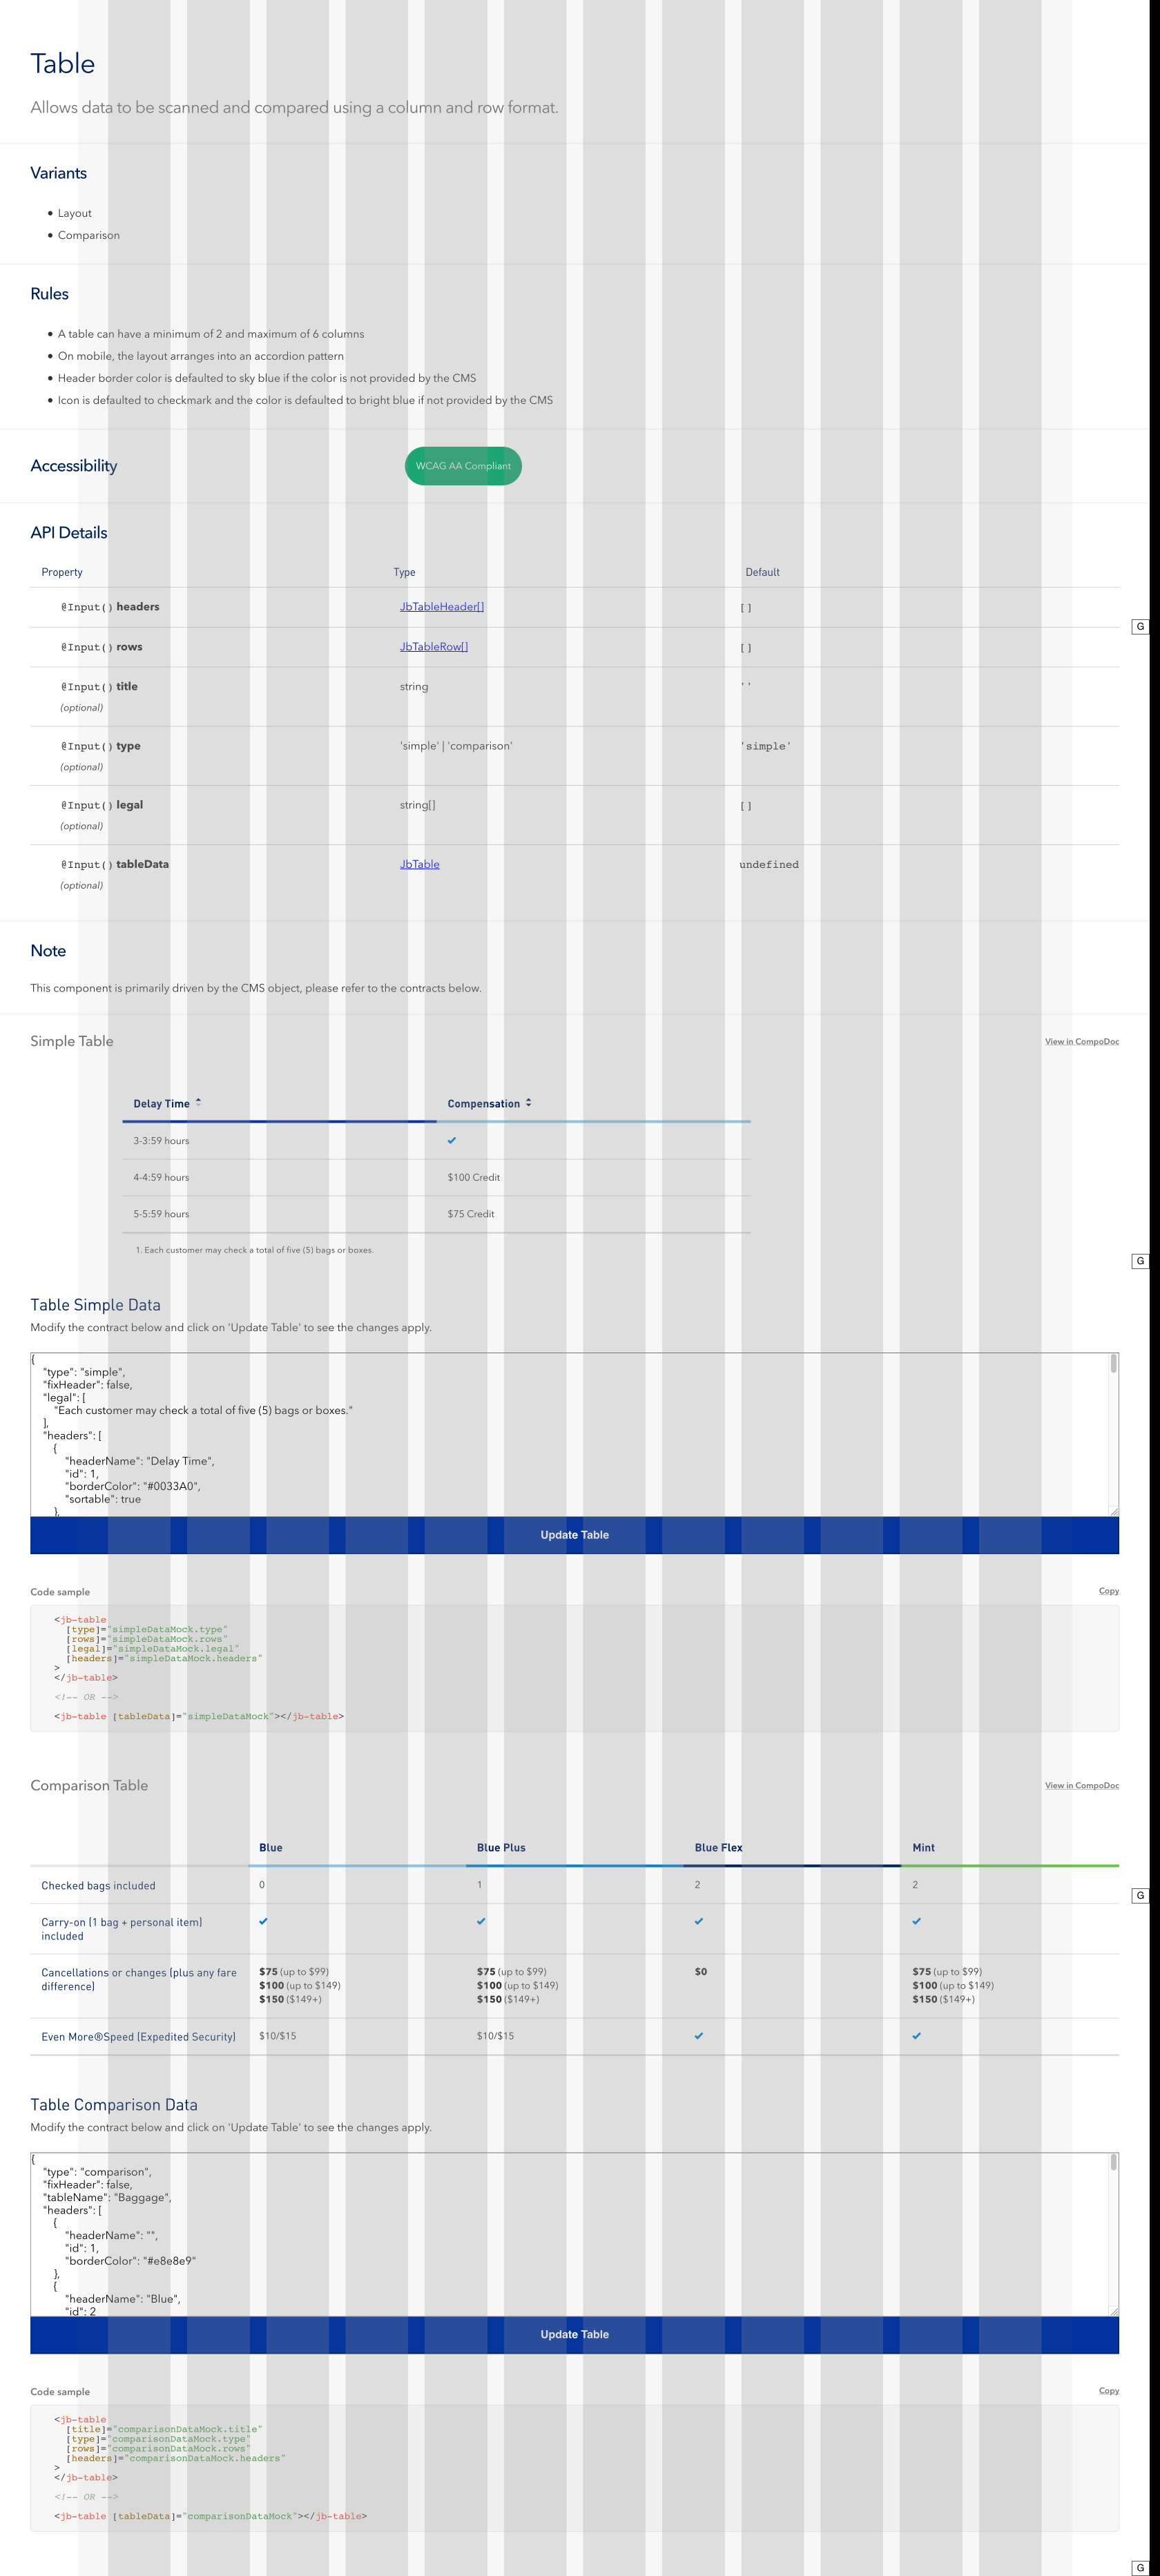 Table
Allows data to be scanned and compared using a column and row format.
Variants
• Layout
• Comparison
Rules
• A table can have a minimum of 2 and maximum of 6 columns
• On mobile, the layout arranges into an accordion pattern
• Header border color is defaulted to sky blue if the color is not provided by the CMS
• Icon is defaulted to checkmark and the color is defaulted to bright blue if not provided by the CMS
Accessibility WCAG AA Compliant
API Details
Property Type Default
@Input() headers JbTableHeader[] []
G
@Input() rows JbTableRow[] []
@Input() title string ''
(optional)
@Input() type 'simple' | 'comparison' 'simple'
(optional)
@Input() legal string[] []
(optional)
@Input() tableData JbTable undefined
(optional)
Note
This component is primarily driven by the CMS object, please refer to the contracts below.
Simple Table View in CompoDoc
Delay Time Compensation
3-3:59 hours ✓
4-4:59 hours $100 Credit
5-5:59 hours $75 Credit
1. Each customer may check a total of five (5) bags or boxes.
G
Table Simple Data
Modify the contract below and click on 'Update Table' to see the changes apply.
{
"type": "simple",
"fixHeader": false,
"legal": [
"Each customer may check a total of five (5) bags or boxes."
],
"headers": [
{
"headerName": "Delay Time",
"id": 1,
"borderColor": "#0033A0",
"sortable": true
},
Update Table
Code sample Copy
<jb-table
[type]="simpleDataMock.type"
[rows]="simpleDataMock.rows"
[legal]="simpleDataMock.legal"
[headers]="simpleDataMock.headers"
>
</jb-table>
<!-- OR -->
<jb-table [tableData]="simpleDataMock"></jb-table>
Comparison Table View in CompoDoc
Blue Blue Plus Blue Flex Mint
Checked bags included 0 1 2 2
G
Carry-on (1 bag + personal item) ✓ ✓ ✓ ✓
included
Cancellations or changes (plus any fare $75 (up to $99) $75 (up to $99) $0 $75 (up to $99)
difference) $100 (up to $149) $100 (up to $149) $100 (up to $149)
$150 ($149+) $150 ($149+) $150 ($149+)
Even More®Speed (Expedited Security) $10/$15 $10/$15 ✓ ✓
Table Comparison Data
Modify the contract below and click on 'Update Table' to see the changes apply.
{
"type": "comparison",
"fixHeader": false,
"tableName": "Baggage",
"headers": [
{
"headerName": "",
"id": 1,
"borderColor": "#e8e8e9"
},
{
"headerName": "Blue",
"id": 2
Update Table
Code sample Copy
<jb-table
[title]="comparisonDataMock.title"
[type]="comparisonDataMock.type"
[rows]="comparisonDataMock.rows"
[headers]="comparisonDataMock.headers"
>
</jb-table>
<!-- OR -->
<jb-table [tableData]="comparisonDataMock"></jb-table>
G